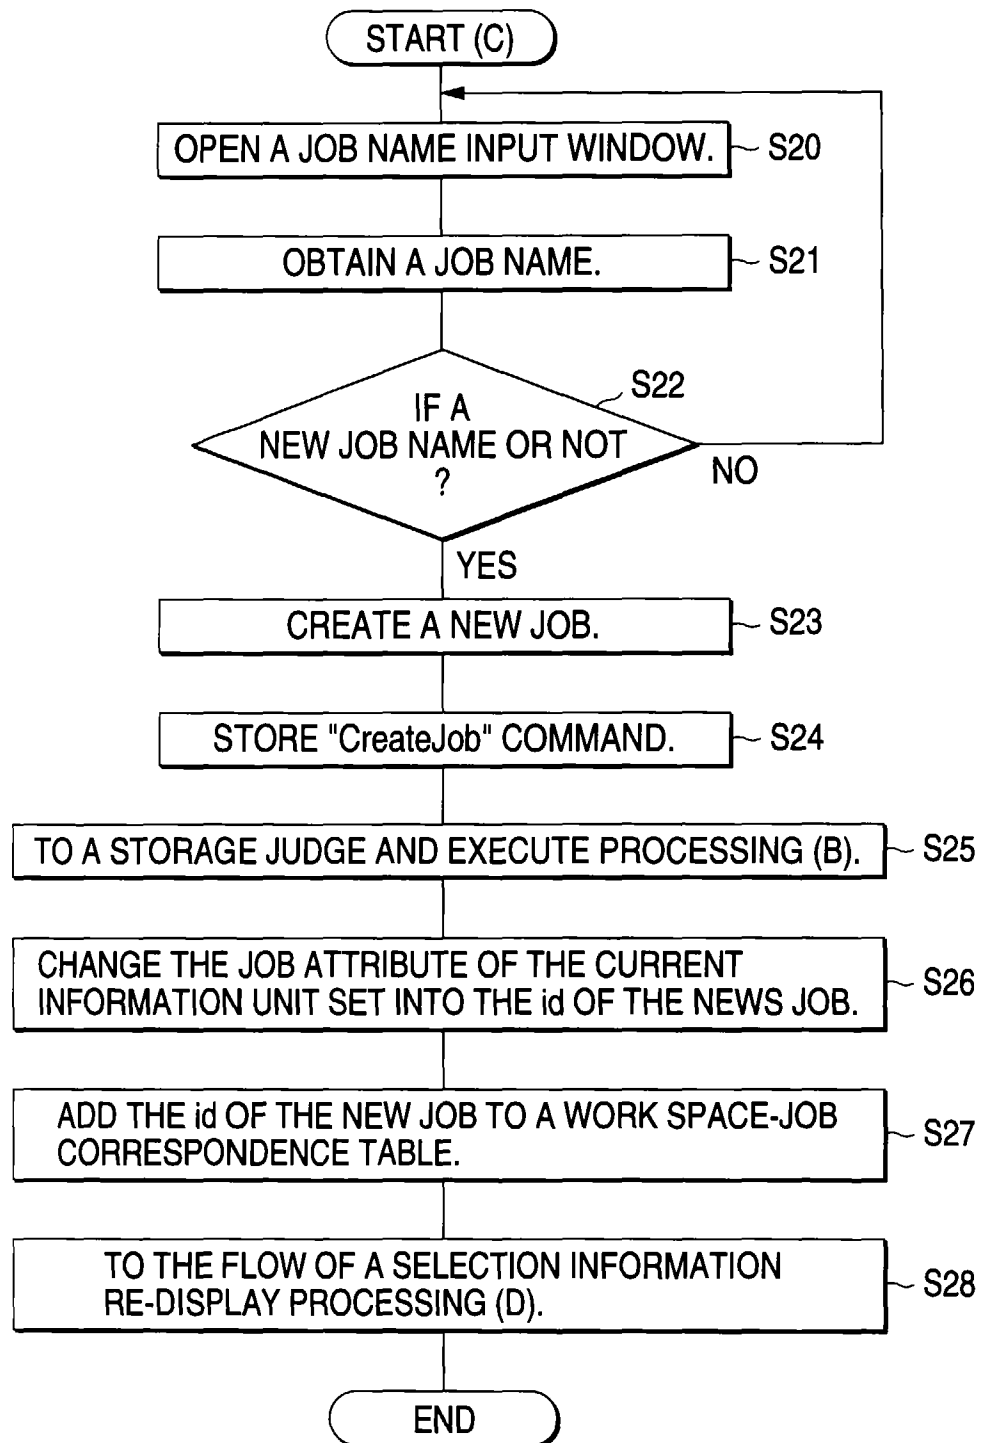 START (C)
OPEN A JOB NAME INPUT WINDOW.
S20
OBTAIN A JOB NAME.
S21
S22
IF A
NEW JOB NAME OR NOT
?
NO
YES
CREATE A NEW JOB.
S23
STORE "CreateJob" COMMAND.
S24
TO A STORAGE JUDGE AND EXECUTE PROCESSING (B).
S25
CHANGE THE JOB ATTRIBUTE OF THE CURRENT
INFORMATION UNIT SET INTO THE id OF THE NEWS JOB.
S26
ADD THE id OF THE NEW JOB TO A WORK SPACE-JOB
CORRESPONDENCE TABLE.
S27
TO THE FLOW OF A SELECTION INFORMATION
RE-DISPLAY PROCESSING (D).
S28
END